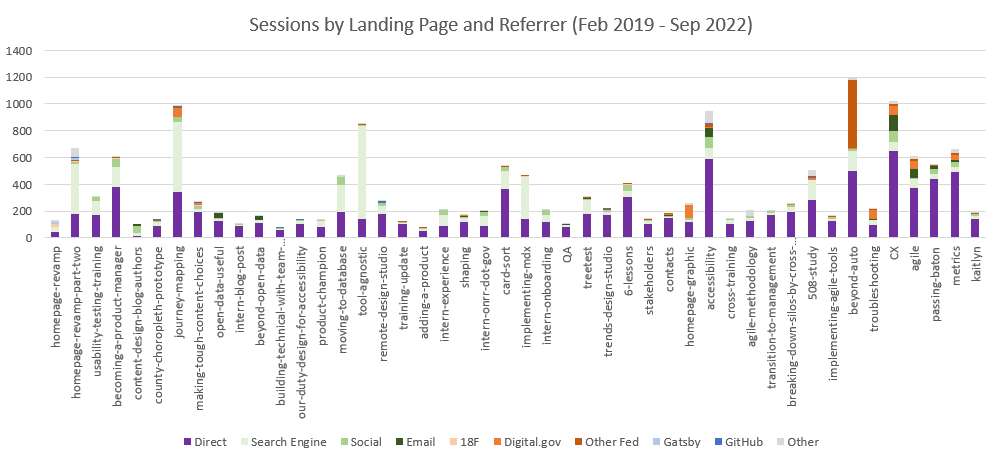 Sessions by Landing Page and Referrer (Feb 2019 - Sep 2022)
1400
1200
1000
800
600
400
200
0
homepage-revamp
homepage-revamp-part-two
usability-testing-training
becoming-a-product-manager
content-design-blog-authors
county-choropleth-prototype
journey-mapping
making-tough-content-choices
open-data-useful
intern-blog-post
beyond-open-data
building-technical-with-team-...
our-duty-design-for-accessibility
product-champion
moving-to-database
tool-agnostic
remote-design-studio
training-update
adding-a-product
intern-experience
shaping
intern-onrr-dot-gov
card-sort
implementing-mdx
intern-onboarding
QA
treetest
trends-design-studio
6-lessons
stakeholders
contacts
homepage-graphic
accessibility
cross-training
agile-methodology
transition-to-management
breaking-down-silos-by-cross-...
508-study
implementing-agile-tools
beyond-auto
troubleshooting
CX
agile
passing-baton
metrics
kaitlyn
Direct Search Engine Social Email 18F Digital.gov Other Fed Gatsby GitHub Other